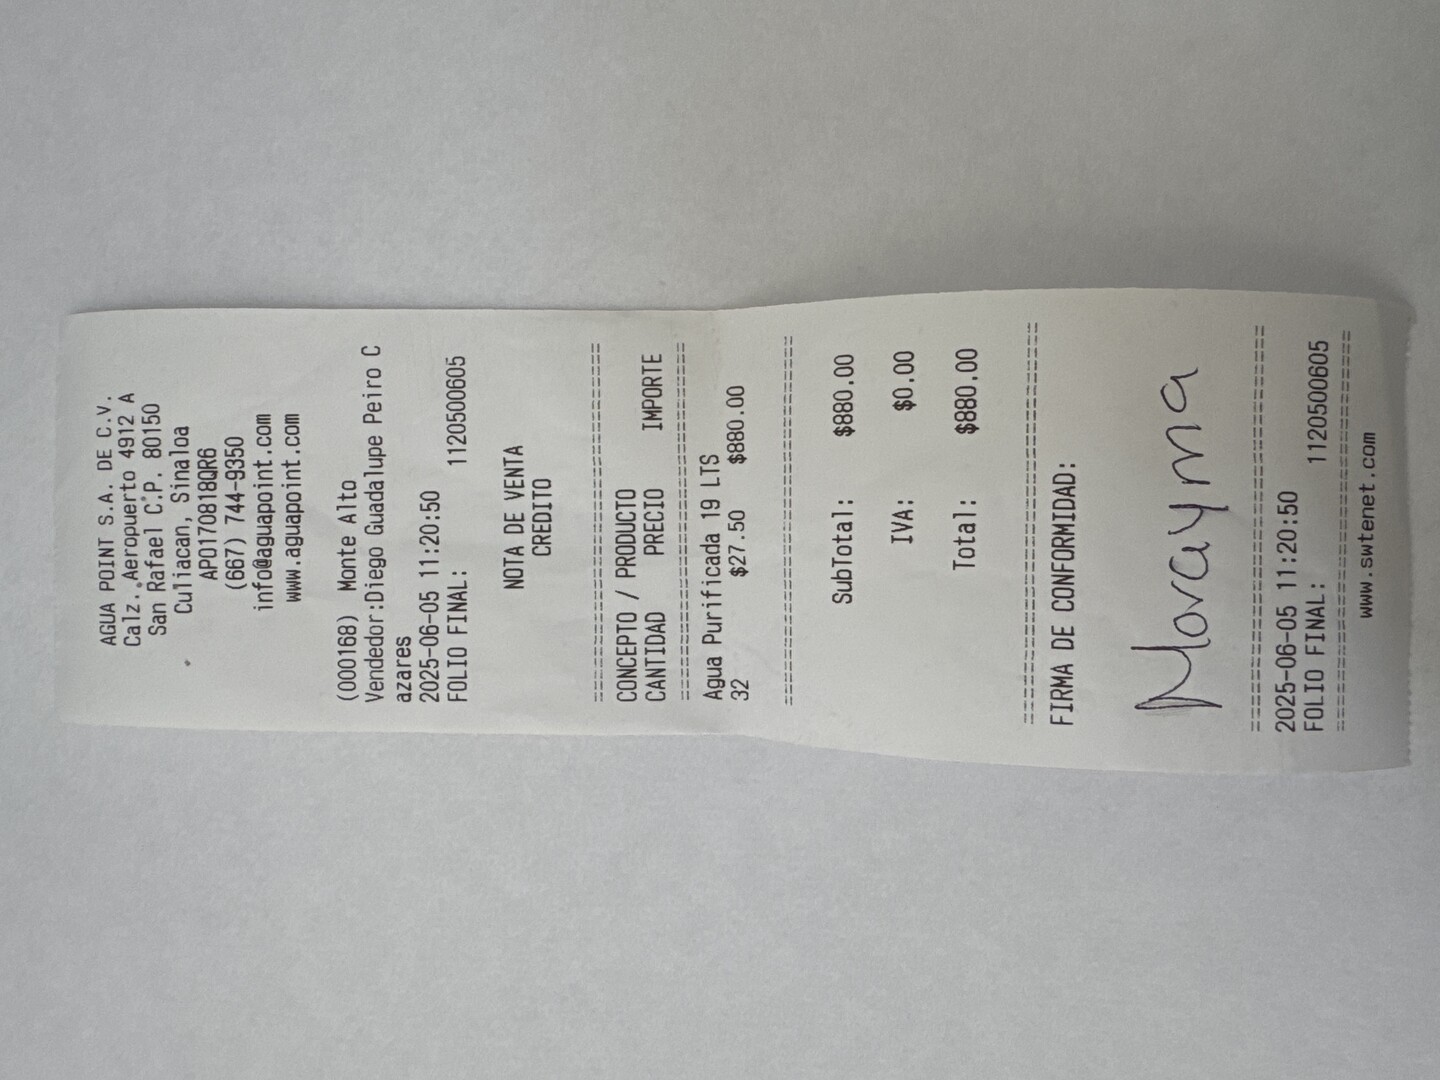 AGUA POINT S.A. DE C.V.
Calz. Aeropuerto 4912 A
San Rafael C.P. 80150
Culiacan, Sinaloa
APO170818QR6
(667) 744-9350
info@aguapoint.com
www.aguapoint.com
(000168) Monte Alto
Vendedor:Diego Guadalupe Peiro C
azares
2025-06-05 11:20:50
FOLIO FINAL: 1120500605
NOTA DE VENTA
CREDITO
================================
CONCEPTO / PRODUCTO
CANTIDAD PRECIO IMPORTE
================================
Agua Purificada 19 LTS
32 $27.50 $880.00
================================
SubTotal: $880.00
IVA: $0.00
Total: $880.00
================================
FIRMA DE CONFORMIDAD:
Morayma
================================
2025-06-05 11:20:50
FOLIO FINAL: 1120500605
================================
www.swtenet.com